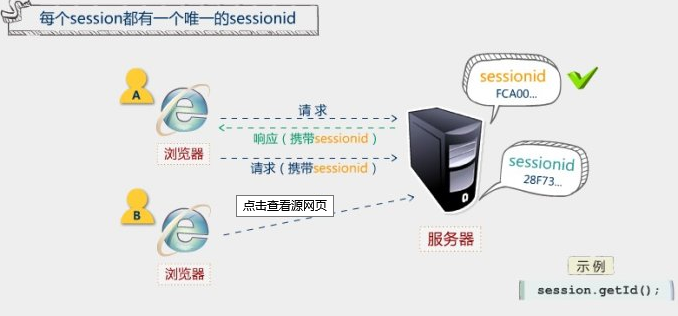 每个session都有一个唯一的sessionid
A
浏览器
请 求
响应（携带sessionid）
请求（携带sessionid）
sessionid
FCA00...
sessionid
28F73...
服务器
B
浏览器
点击查看源网页
示 例
session.getId();